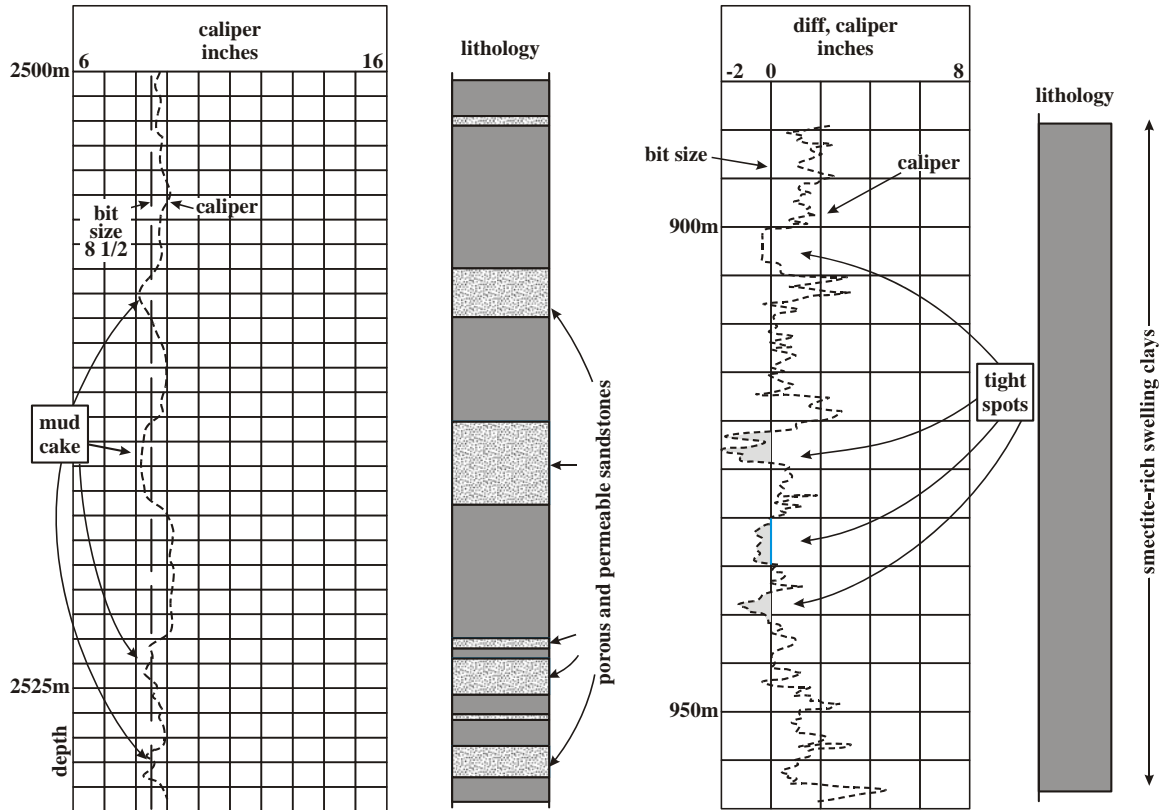 caliper
inches
6
16
2500m
bit
size
8 1/2
caliper
mud
cake
2525m
depth
lithology
porous and permeable sandstones
diff, caliper
inches
-2
0
8
bit size
caliper
900m
tight
spots
950m
lithology
smectite-rich swelling clays